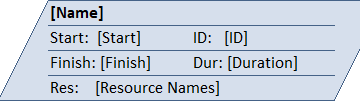 [Name]
Start: [Start] ID: [ID]
Finish: [Finish] Dur: [Duration]
Res: [Resource Names]